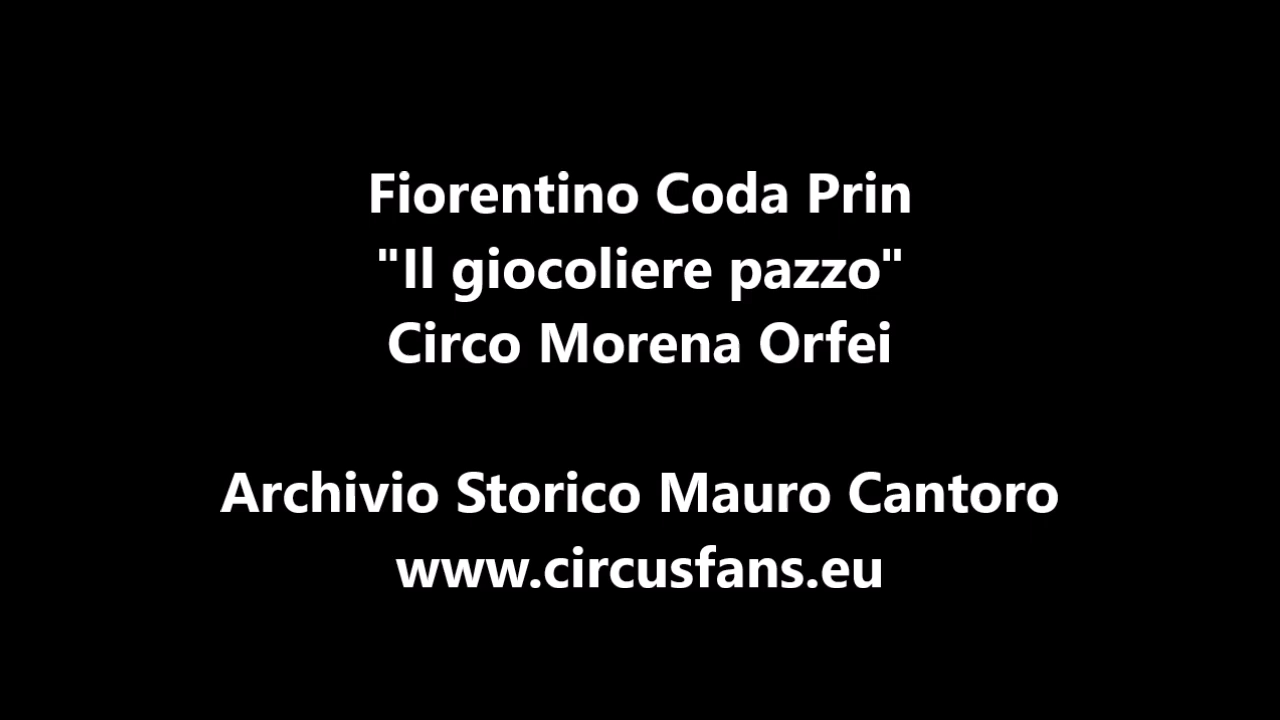 Fiorentino Coda Prin
"Il giocoliere pazzo"
Circo Morena Orfei
Archivio Storico Mauro Cantoro
www.circusfans.eu